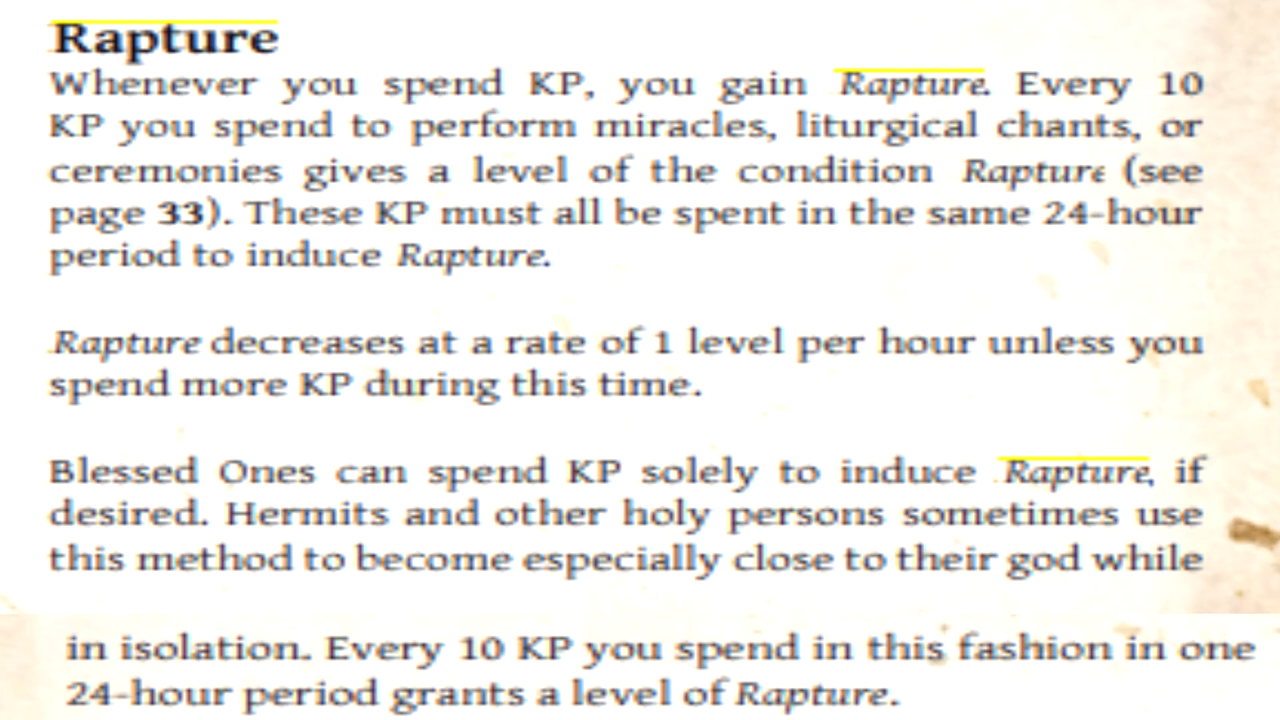 Rapture
Whenever you spend KP, you gain Rapture. Every 10
KP you spend to perform miracles, liturgical chants, or
ceremonies gives a level of the condition Rapture (see
page 33). These KP must all be spent in the same 24-hour
period to induce Rapture.
Rapture decreases at a rate of 1 level per hour unless you
spend more KP during this time.
Blessed Ones can spend KP solely to induce Rapture, if
desired. Hermits and other holy persons sometimes use
this method to become especially close to their god while
in isolation. Every 10 KP you spend in this fashion in one
24-hour period grants a level of Rapture.